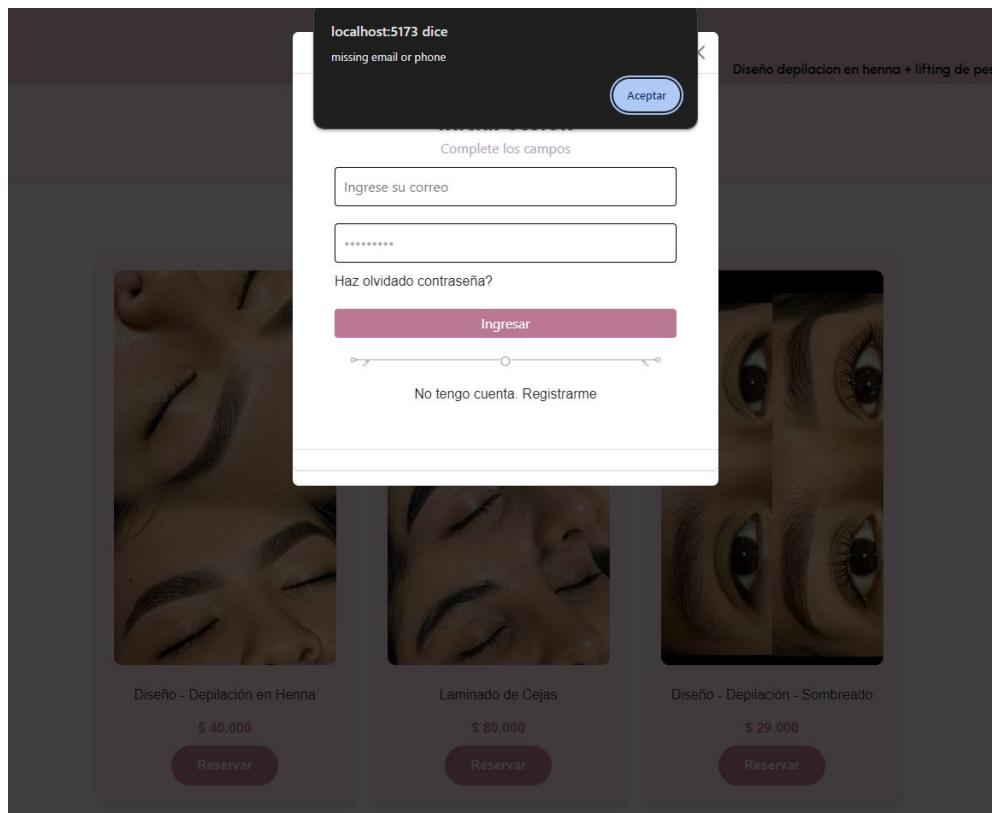 localhost:5173 dice
missing email or phone
Aceptar
Diseño depilacion en henna + lifting de pes
Complete los campos
Ingrese su correo
•••••••••
Haz olvidado contraseña?
Ingresar
No tengo cuenta. Registrarme
Diseño - Depilación en Henna
Laminado de Cejas
Diseño - Depilación - Sombreado
$ 40.000
$ 80.000
$ 29.000
Reservar
Reservar
Reservar